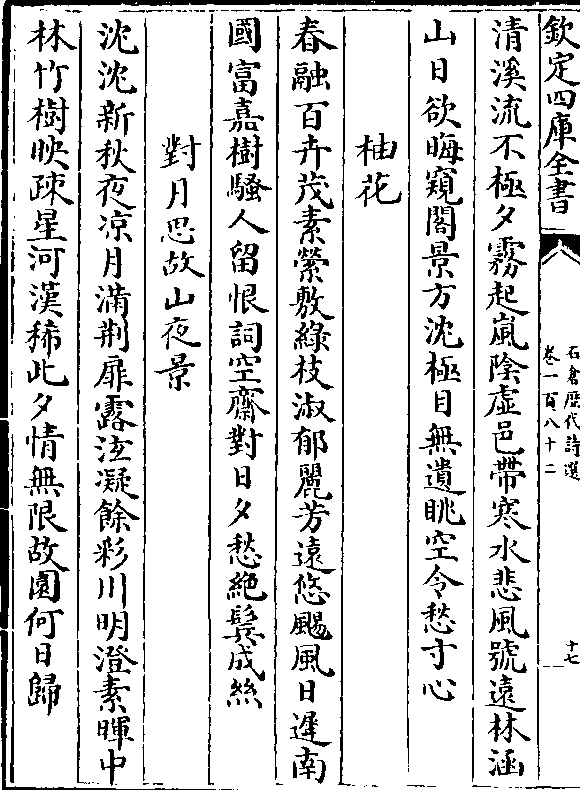 欽定四庫全書
石倉歷代詩選
卷一百八十二
十七
清溪流不極夕霧起嵐陰虛邑帶寒水悲風號遠林涵
山日欲晦窺閣景方沈極目無遺眺空令愁寸心
柚花
春融百卉茂素縈敷綠枝淑郁麗芳遠悠颺風日遲南
國富嘉樹騷人留恨詞空齋對日夕愁絶鬂成絲
對月思故山夜景
沈沈新秋夜凉月滿荆扉露泫凝餘彩川明澄素暉中
林竹樹映疎星河漢稀此夕情無限故園何日歸